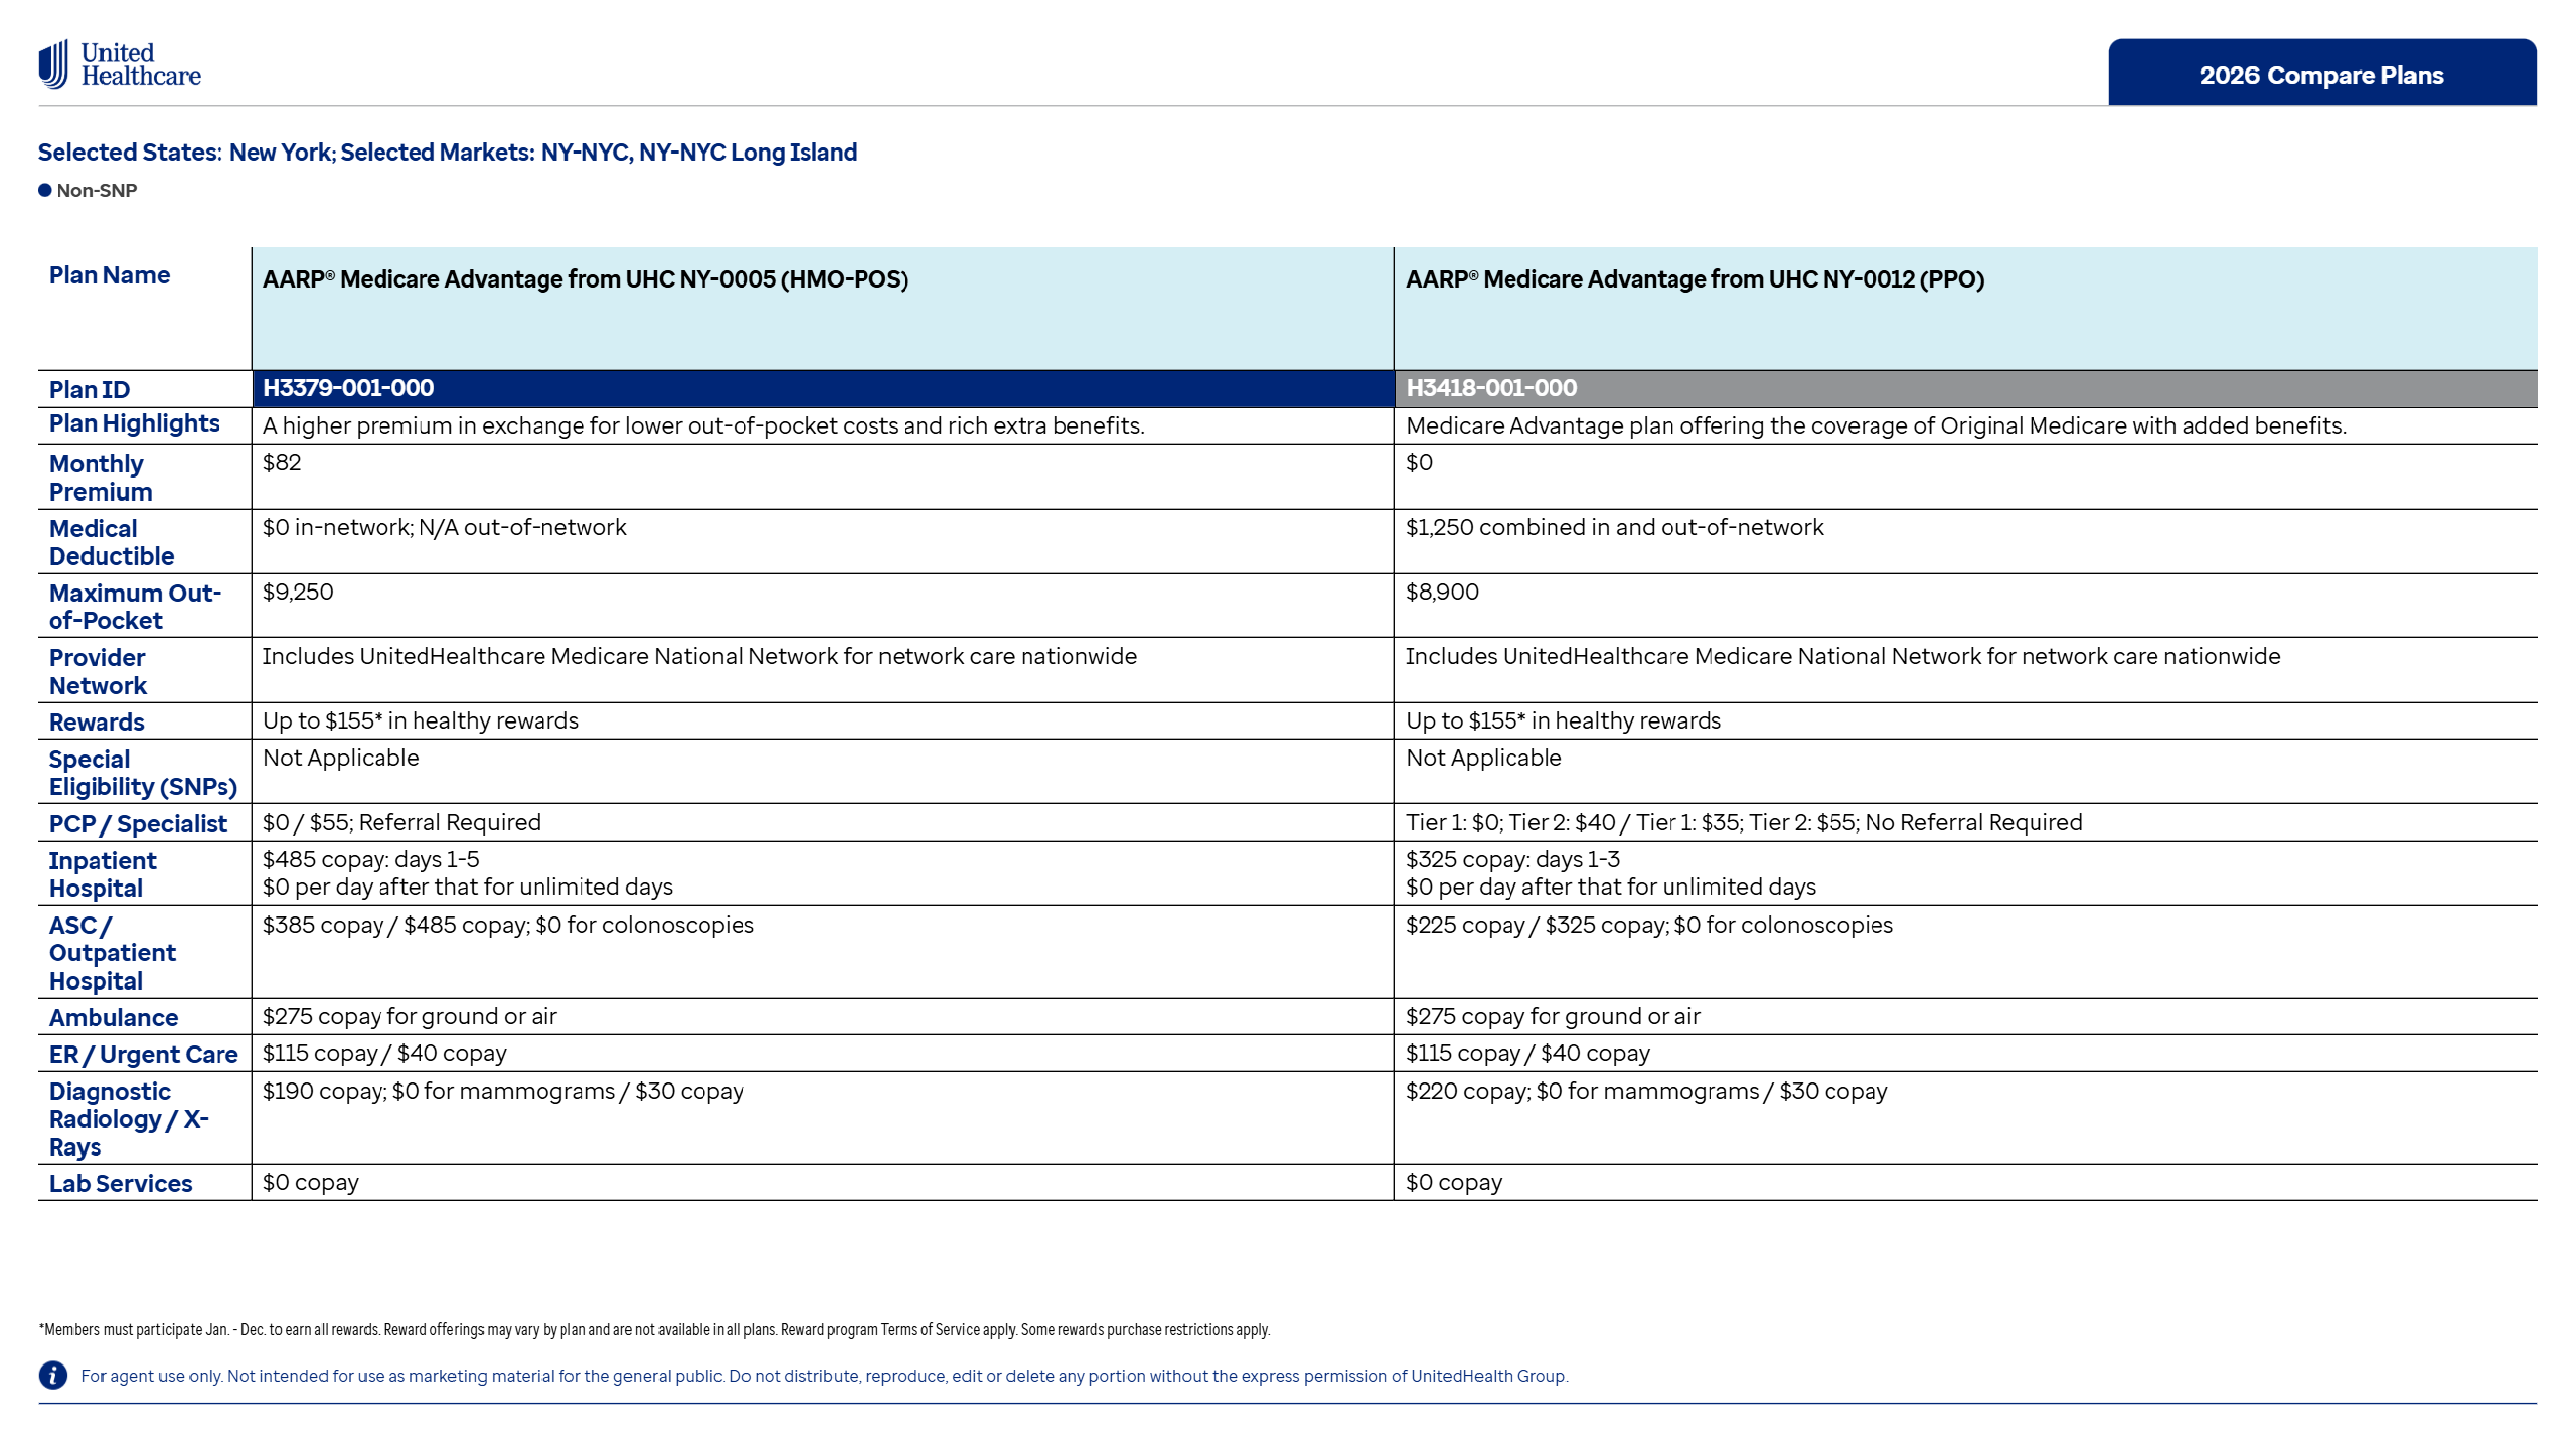 United
Healthcare
2026 Compare Plans
Selected States: New York; Selected Markets: NY-NYC, NY-NYC Long Island
Non-SNP
Plan Name
AARP® Medicare Advantage from UHC NY-0005 (HMO-POS)
AARP® Medicare Advantage from UHC NY-0012 (PPO)
Plan ID
H3379-001-000
H3418-001-000
Plan Highlights
A higher premium in exchange for lower out-of-pocket costs and rich extra benefits.
Medicare Advantage plan offering the coverage of Original Medicare with added benefits.
Monthly
Premium
$82
$0
Medical
Deductible
$0 in-network; N/A out-of-network
$1,250 combined in and out-of-network
Maximum Out-
of-Pocket
$9,250
$8,900
Provider
Network
Includes UnitedHealthcare Medicare National Network for network care nationwide
Includes UnitedHealthcare Medicare National Network for network care nationwide
Rewards
Up to $155* in healthy rewards
Up to $155* in healthy rewards
Special
Eligibility (SNPs)
Not Applicable
Not Applicable
PCP / Specialist
$0 / $55; Referral Required
Tier 1: $0; Tier 2: $40 / Tier 1: $35; Tier 2: $55; No Referral Required
Inpatient
Hospital
$485 copay: days 1-5
$0 per day after that for unlimited days
$325 copay: days 1-3
$0 per day after that for unlimited days
ASC /
Outpatient
Hospital
$385 copay / $485 copay; $0 for colonoscopies
$225 copay / $325 copay; $0 for colonoscopies
Ambulance
$275 copay for ground or air
$275 copay for ground or air
ER / Urgent Care
$115 copay / $40 copay
$115 copay / $40 copay
Diagnostic
Radiology / X-
Rays
$190 copay; $0 for mammograms / $30 copay
$220 copay; $0 for mammograms / $30 copay
Lab Services
$0 copay
$0 copay
*Members must participate Jan. - Dec. to earn all rewards. Reward offerings may vary by plan and are not available in all plans. Reward program Terms of Service apply. Some rewards purchase restrictions apply.
For agent use only. Not intended for use as marketing material for the general public. Do not distribute, reproduce, edit or delete any portion without the express permission of UnitedHealth Group.